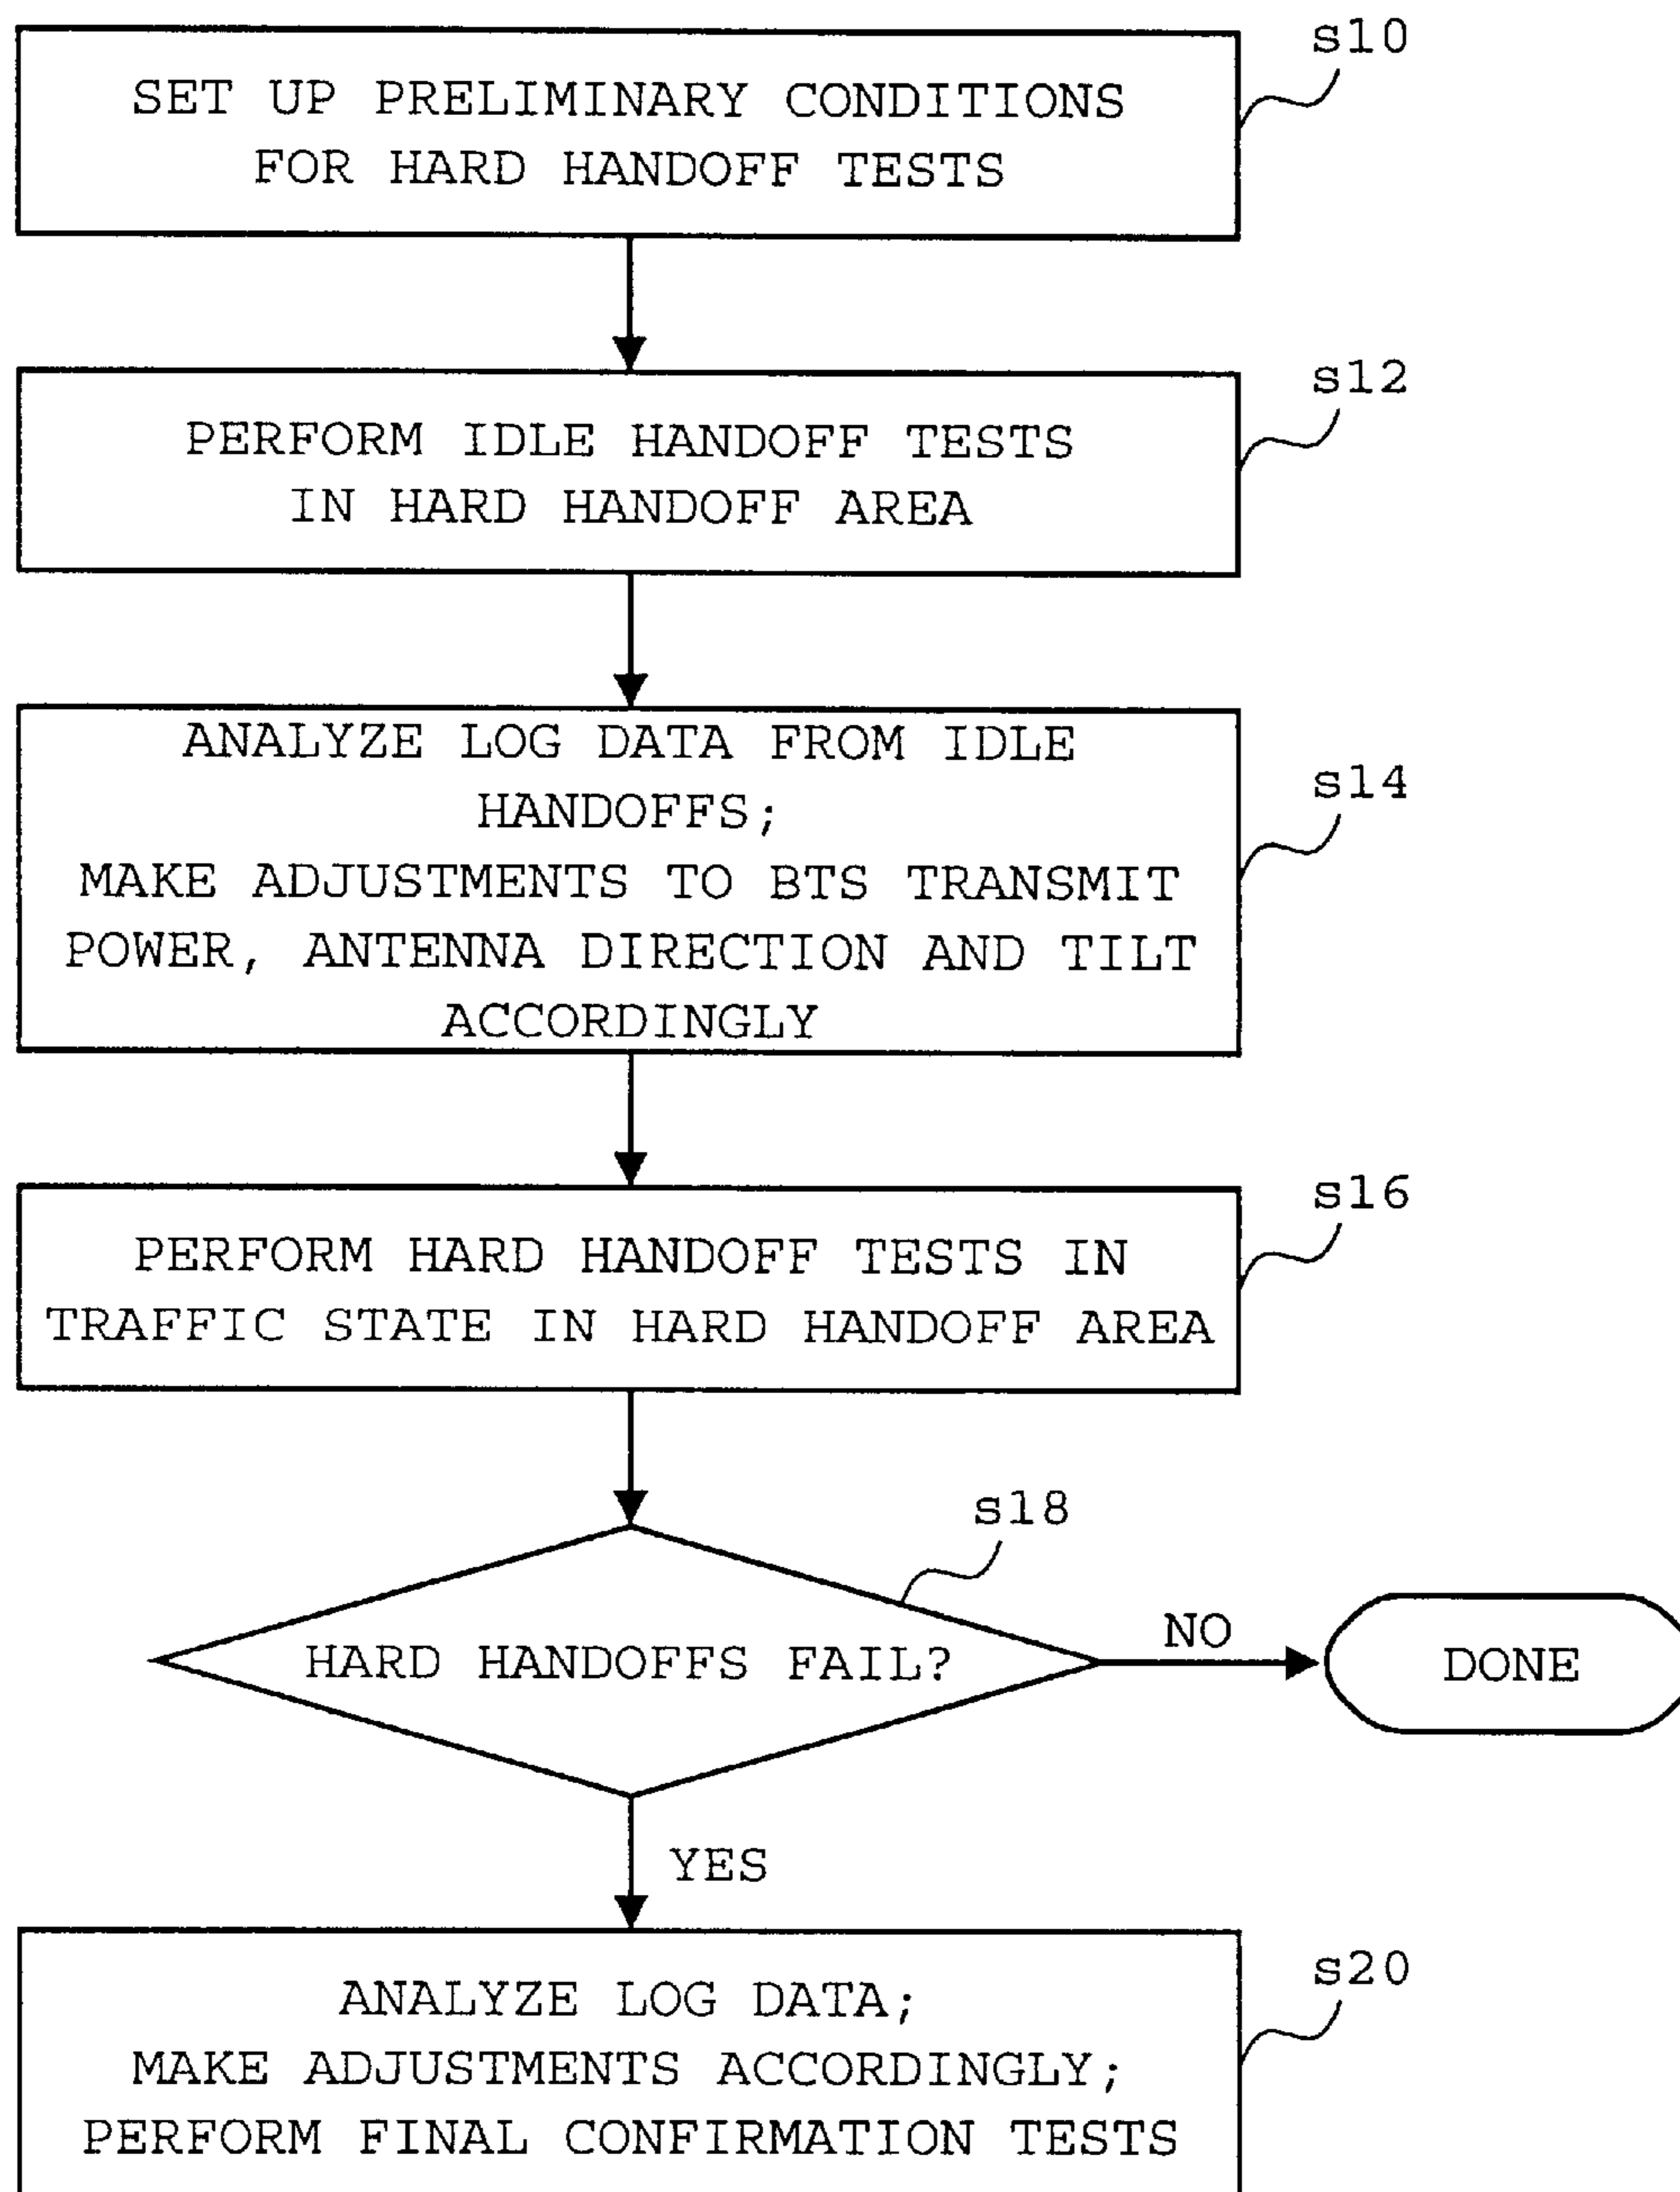 s10
SET UP PRELIMINARY CONDITIONS
FOR HARD HANDOFF TESTS
s12
PERFORM IDLE HANDOFF TESTS
IN HARD HANDOFF AREA
s14
ANALYZE LOG DATA FROM IDLE
HANDOFFS;
MAKE ADJUSTMENTS TO BTS TRANSMIT
POWER, ANTENNA DIRECTION AND TILT
ACCORDINGLY
s16
PERFORM HARD HANDOFF TESTS IN
TRAFFIC STATE IN HARD HANDOFF AREA
s18
HARD HANDOFFS FAIL?
NO
DONE
YES
s20
ANALYZE LOG DATA;
MAKE ADJUSTMENTS ACCORDINGLY;
PERFORM FINAL CONFIRMATION TESTS